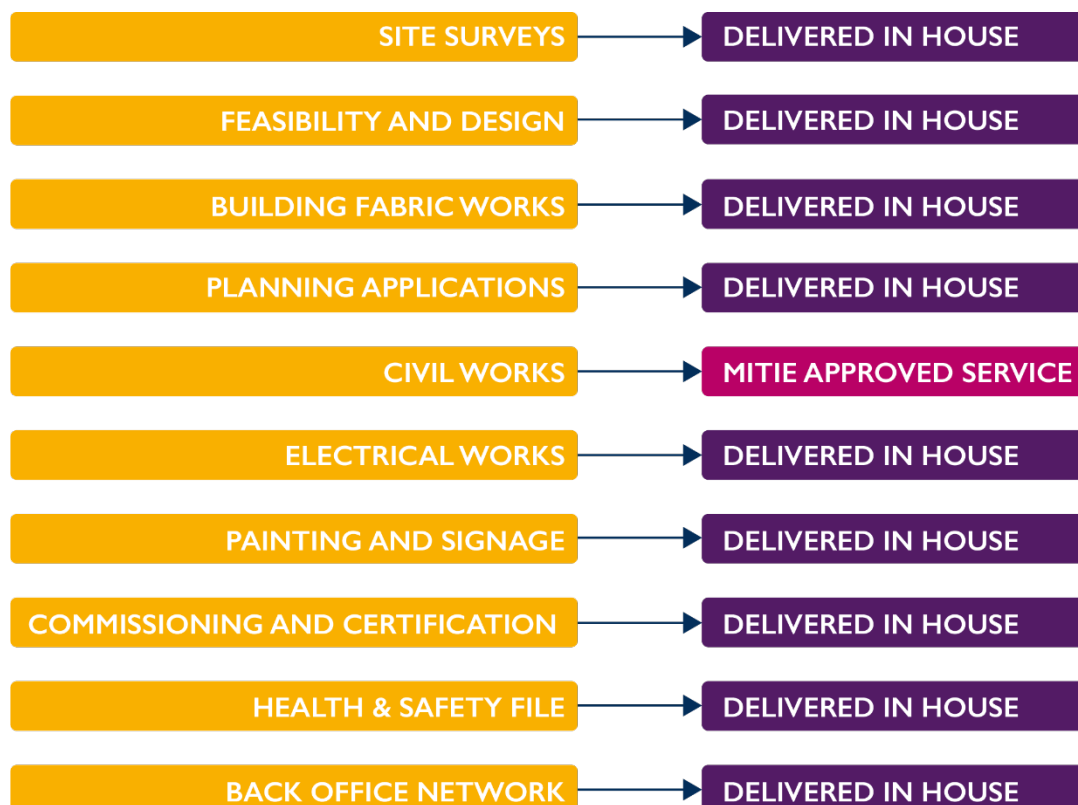 SITE SURVEYS DELIVERED IN HOUSE
FEASIBILITY AND DESIGN DELIVERED IN HOUSE
BUILDING FABRIC WORKS DELIVERED IN HOUSE
PLANNING APPLICATIONS DELIVERED IN HOUSE
CIVIL WORKS MITIE APPROVED SERVICE
ELECTRICAL WORKS DELIVERED IN HOUSE
PAINTING AND SIGNAGE DELIVERED IN HOUSE
COMMISSIONING AND CERTIFICATION DELIVERED IN HOUSE
HEALTH & SAFETY FILE DELIVERED IN HOUSE
BACK OFFICE NETWORK DELIVERED IN HOUSE